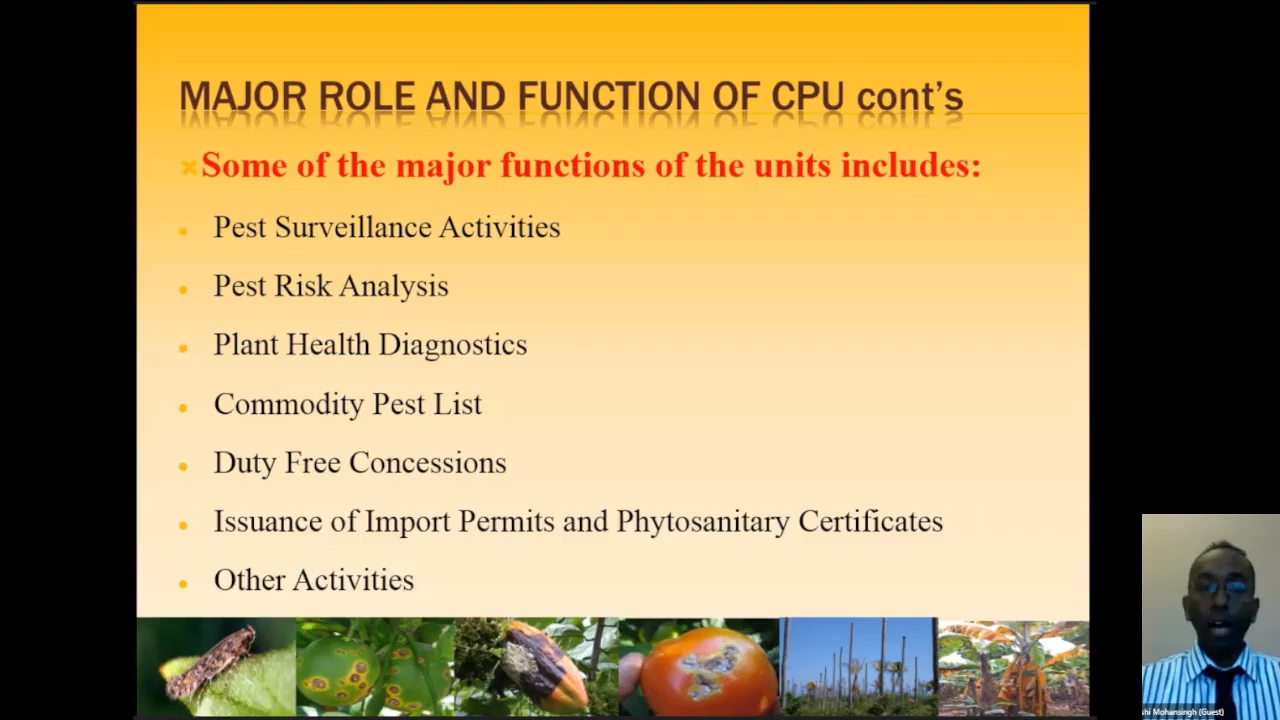 MAJOR ROLE AND FUNCTION OF CPU cont's
Some of the major functions of the units includes:
Pest Surveillance Activities
Pest Risk Analysis
Plant Health Diagnostics
Commodity Pest List
Duty Free Concessions
Issuance of Import Permits and Phytosanitary Certificates
Other Activities
Mohansingh (Guest)